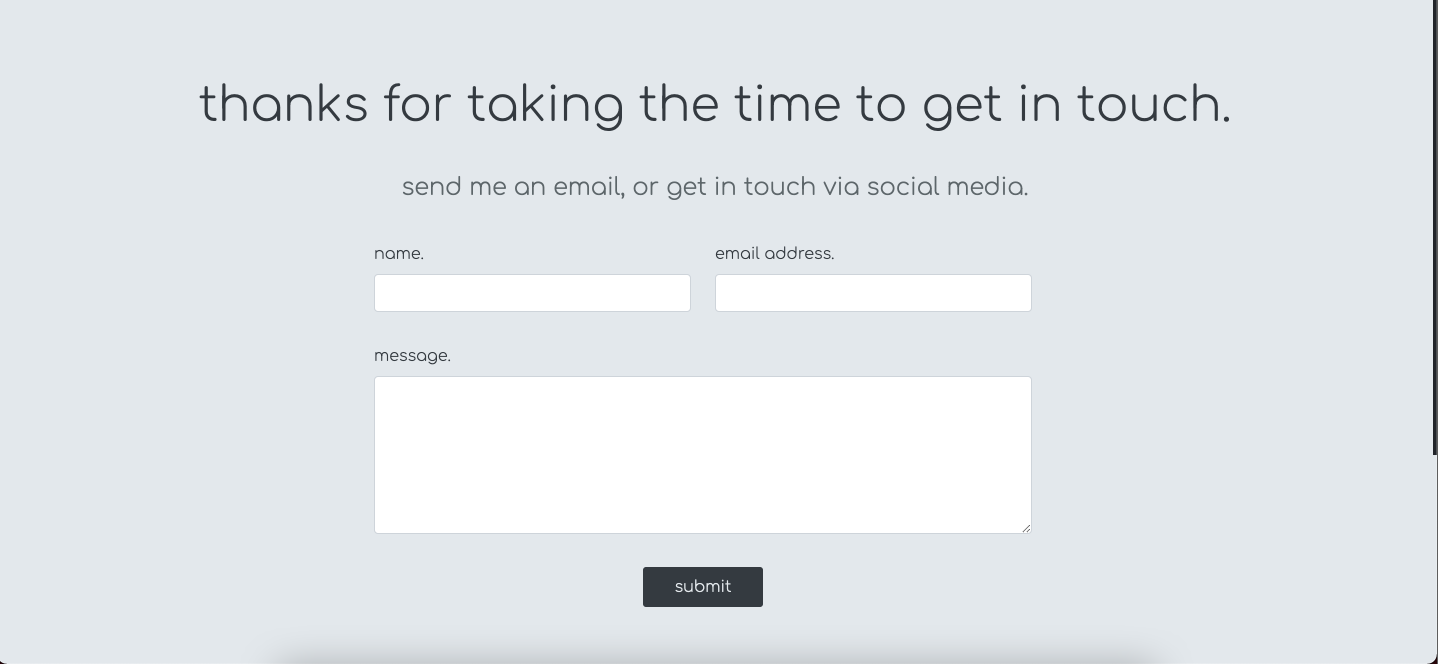 thanks for taking the time to get in touch.
send me an email, or get in touch via social media.
name.
email address.
message.
submit